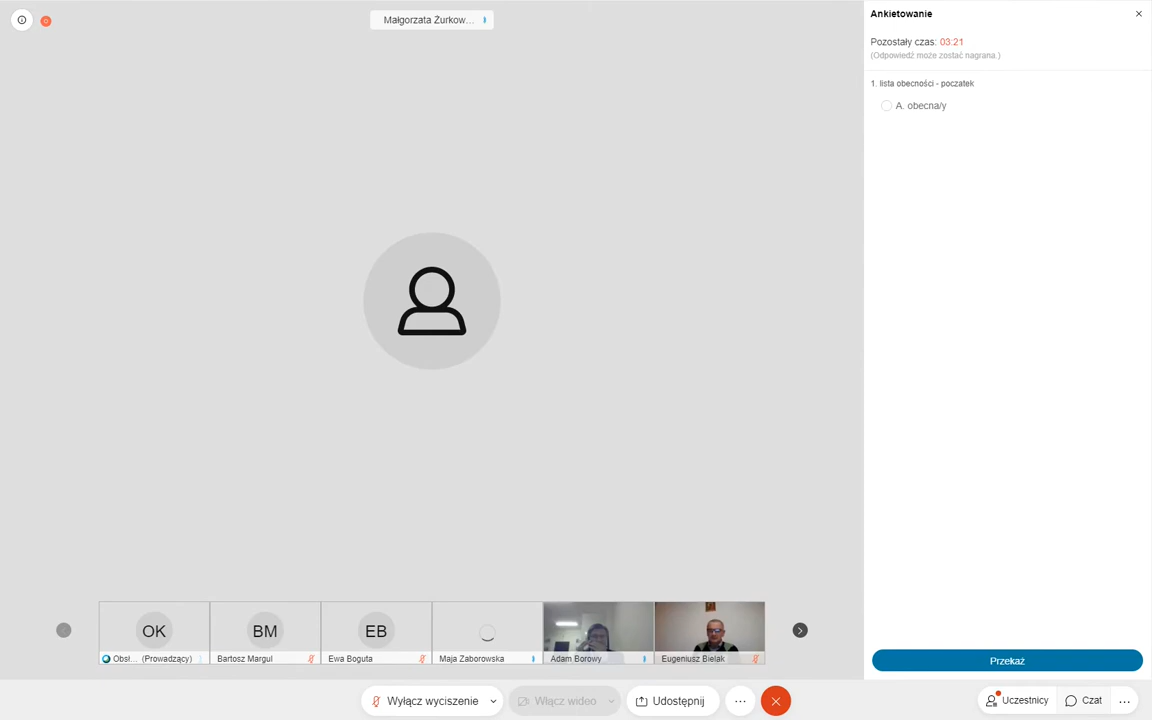 Małgorzata Żurkow...
Ankietowanie
Pozostały czas: 03:21
(Odpowiedź może zostać nagrana.)
1. lista obecności - poczatek
A. obecna/y
OK
BM
EB
Obsł... (Prowadzący)
Bartosz Margul
Ewa Boguta
Maja Zaborowska
Adam Borowy
Eugeniusz Bielak
Przekaż
Wyłącz wyciszenie
Włącz wideo
Udostępnij
Uczestnicy
Czat